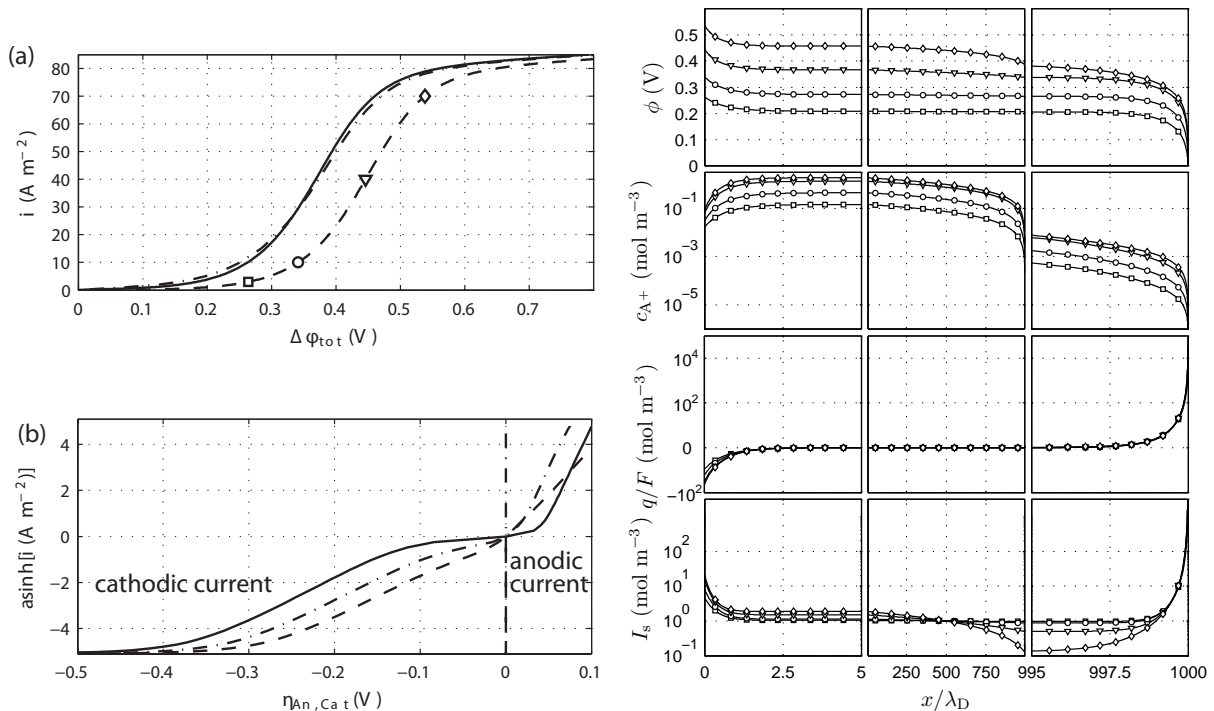 (a)
85
80
70
60
50
40
30
20
10
0
i (A m⁻²)
0 0.1 0.2 0.3 0.4 0.5 0.6 0.7
Δφtot (V)
(b)
4
2
0
−2
−4
asinh[i (A m⁻²)]
cathodic current
anodic
current
−0.5 −0.4 −0.3 −0.2 −0.1 0 0.1
ηAn,Cat (V)
0.5
0.4
0.3
0.2
0.1
0
ϕ (V)
10⁻¹
10⁻³
10⁻⁵
cA+ (mol m⁻³)
10⁴
10²
0
−10²
q/F (mol m⁻³)
10⁰
10²
10¹
10⁰
10⁻¹
Is (mol m⁻³)
0 2.5 5 250 500 750 995 997.5 1000
x/λD